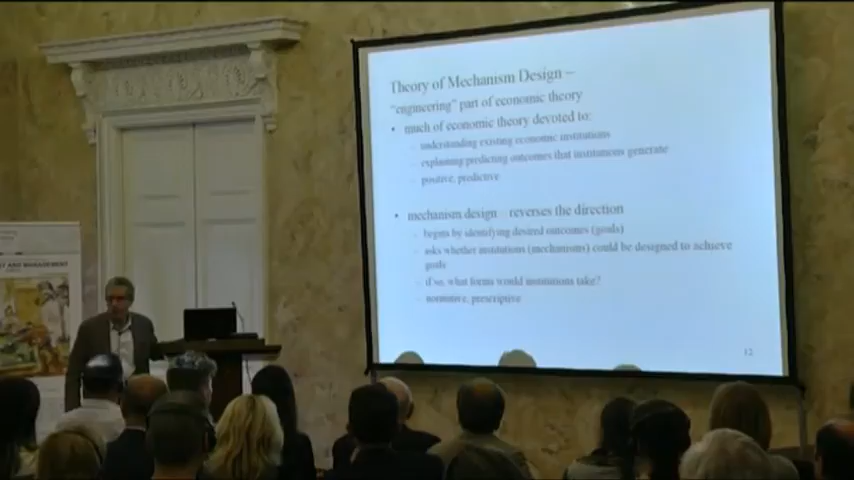 Theory of Mechanism Design –
"engineering" part of economic theory
• much of economic theory devoted to:
– understanding existing economic institutions
– explaining/predicting outcomes that institutions generate
– positive, predictive
• mechanism design – reverses the direction
– begins by identifying desired outcomes (goals)
– asks whether institutions (mechanisms) could be designed to achieve
goals
– if so, what forms would institutions take?
– normative, prescriptive
12
AND MANAGEMENT